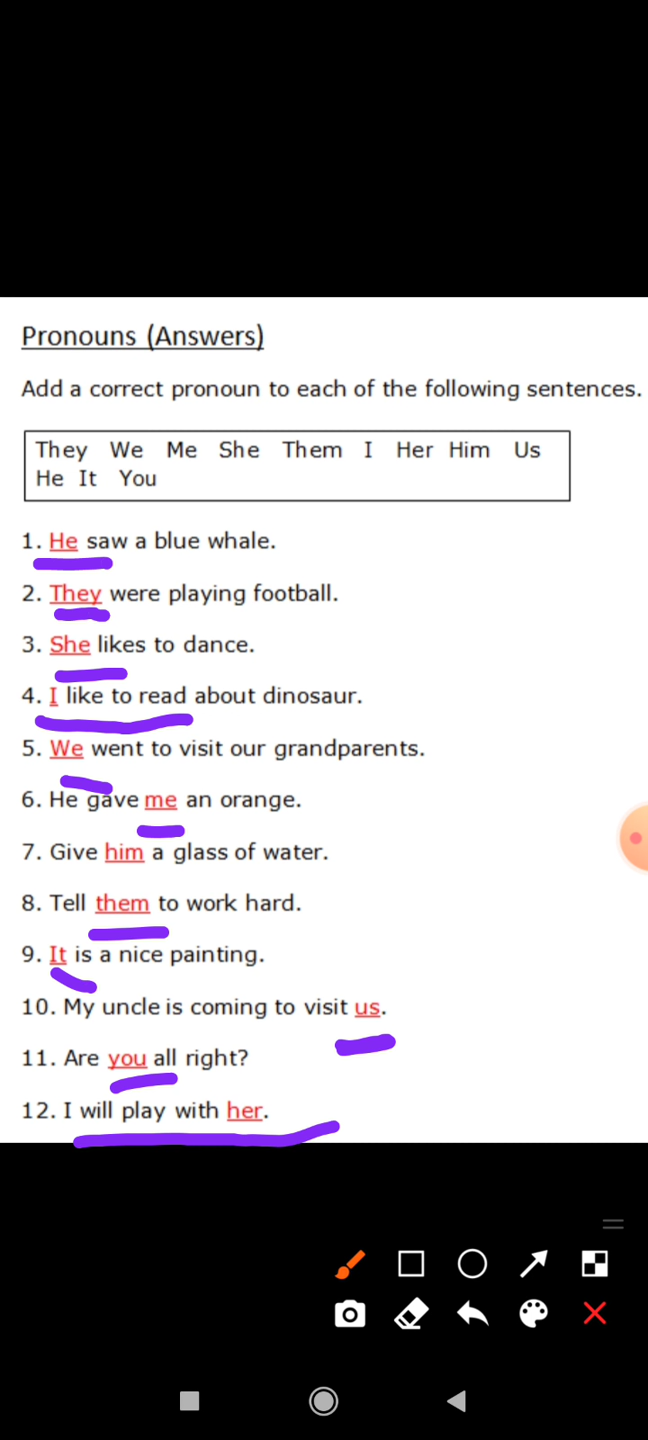 Pronouns (Answers)
Add a correct pronoun to each of the following sentences.
They We Me She Them I Her Him Us
He It You
1. He saw a blue whale.
2. They were playing football.
3. She likes to dance.
4. I like to read about dinosaur.
5. We went to visit our grandparents.
6. He gave me an orange.
7. Give him a glass of water.
8. Tell them to work hard.
9. It is a nice painting.
10. My uncle is coming to visit us.
11. Are you all right?
12. I will play with her.